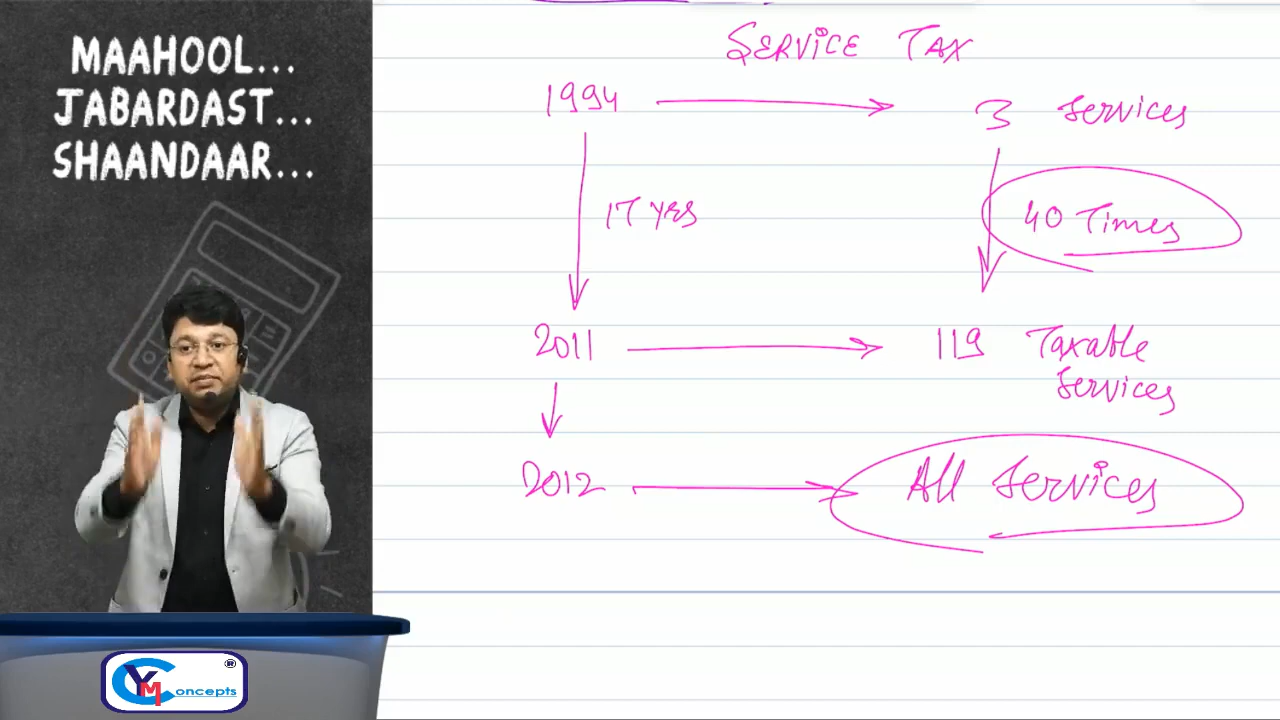 MAAHOOL...
JABARDAST...
SHAANDAAR...
SERVICE TAX
1994 → 3 Services
17 yrs
40 Times
2011 → 119 Taxable
Services
2012 → All Services
CYM Concepts ®